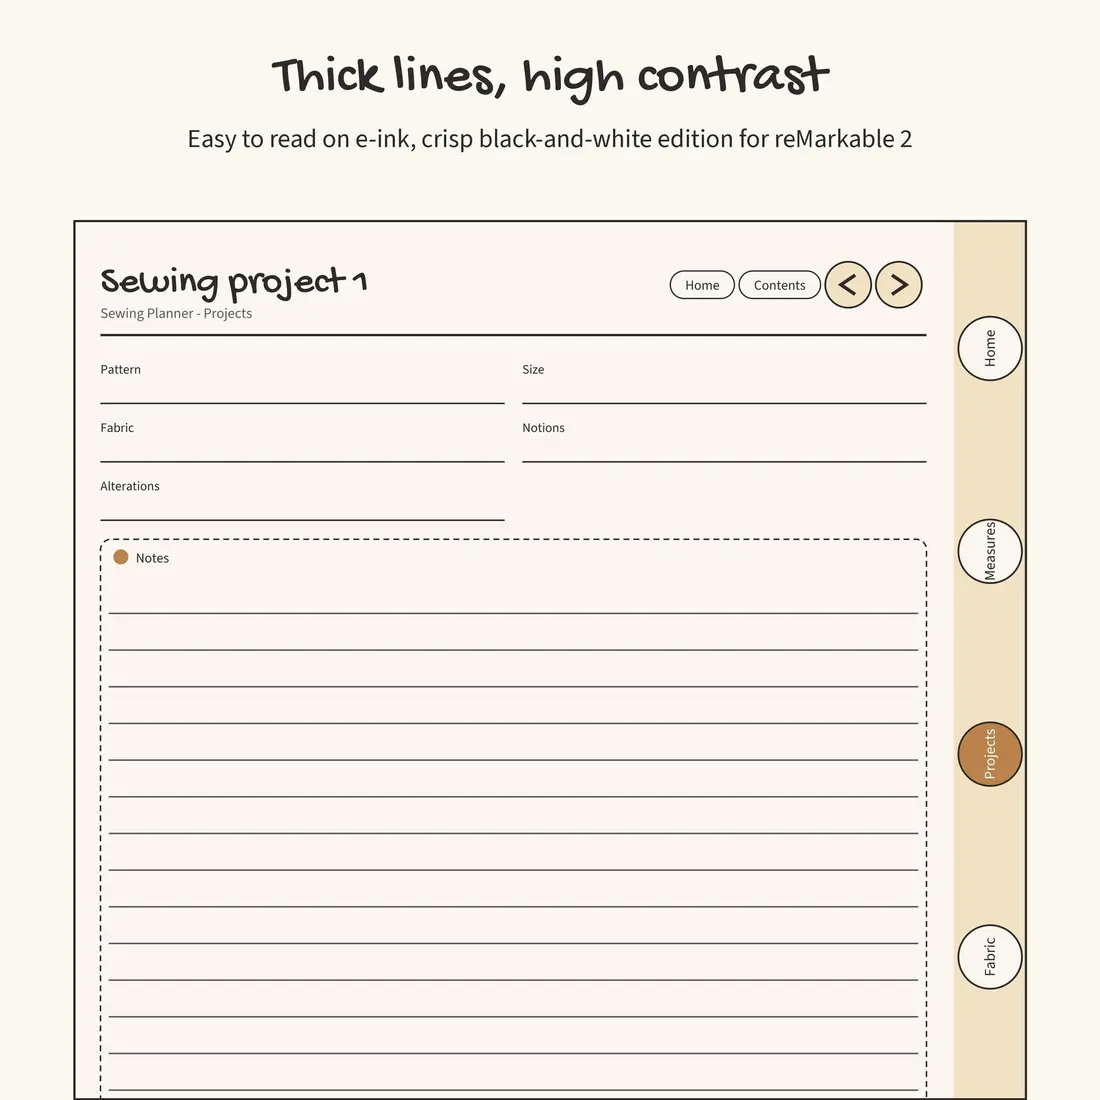 Thick lines, high contrast
Easy to read on e-ink, crisp black-and-white edition for reMarkable 2
Sewing project 1
Home
Contents
<
>
Sewing Planner - Projects
Pattern
Size
Fabric
Notions
Alterations
Notes
Home
Measures
Projects
Fabric